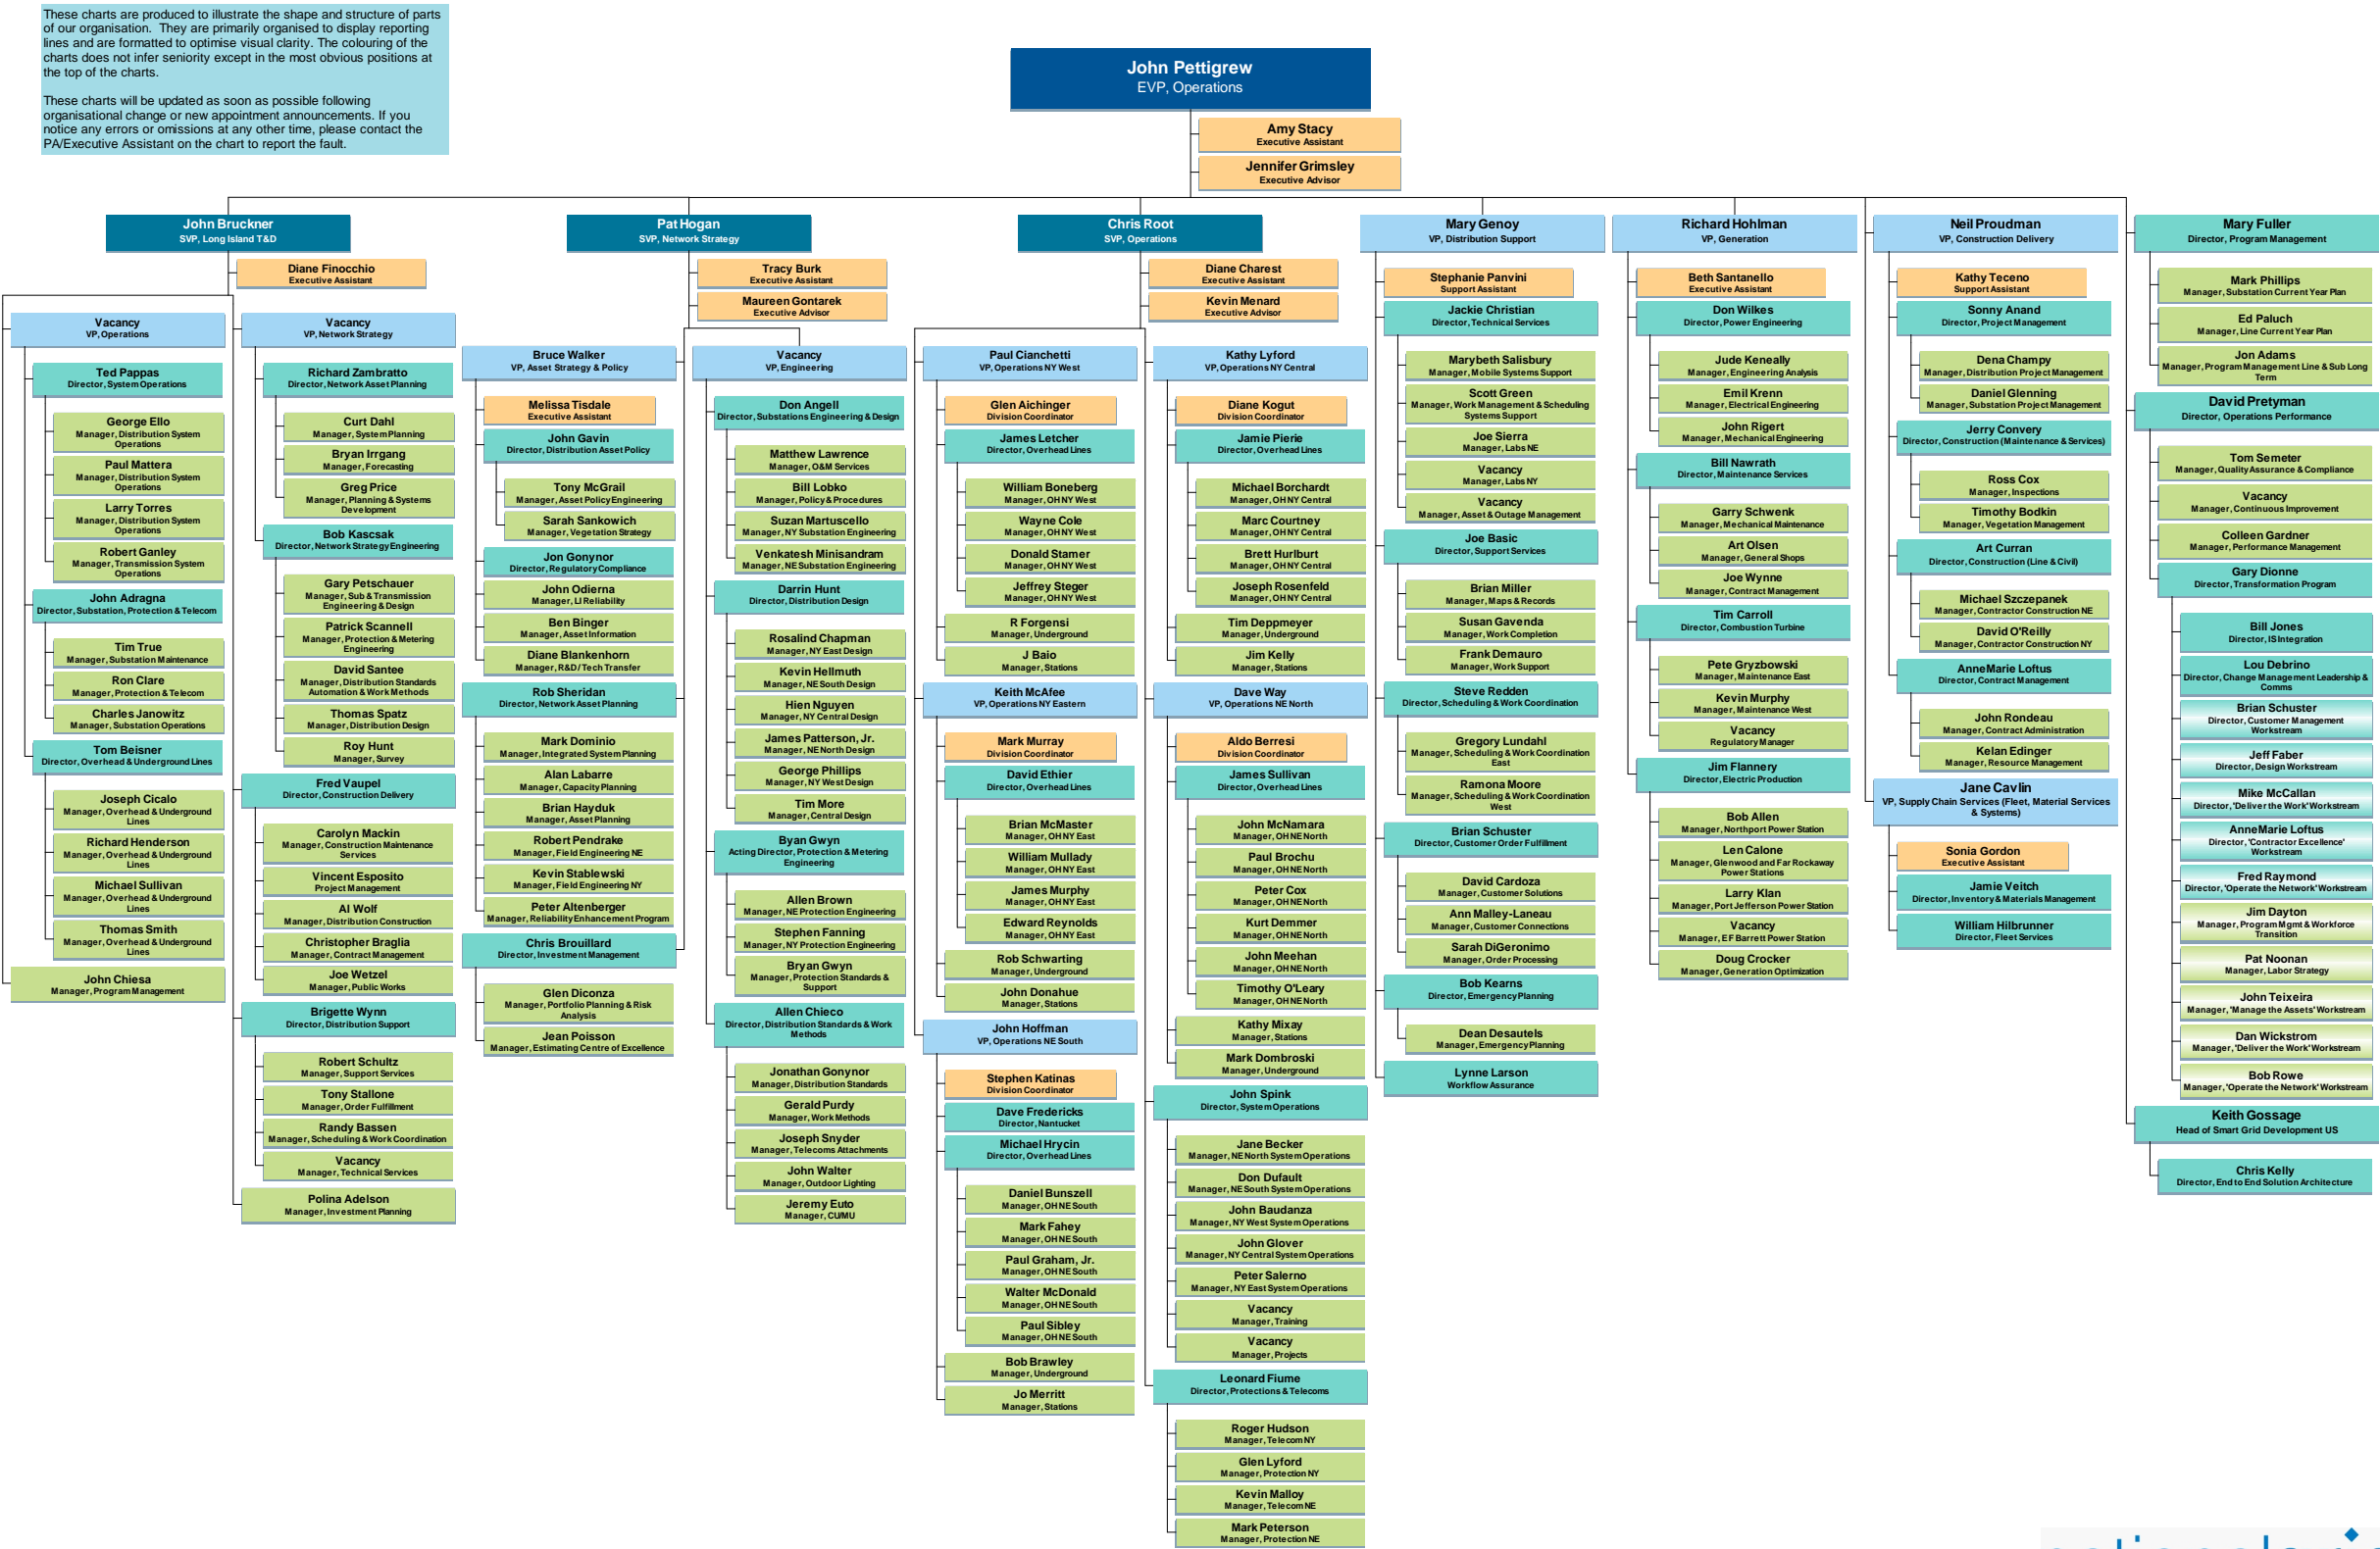 These charts are produced to illustrate the shape and structure of parts
of our organisation. They are primarily organised to display reporting
lines and are formatted to optimise visual clarity. The colouring of the
charts does not infer seniority except in the most obvious positions at
the top of the charts.
These charts will be updated as soon as possible following
organisational change or new appointment announcements. If you
notice any errors or omissions at any other time, please contact the
PA/Executive Assistant on the chart to report the fault.
John Pettigrew
EVP, Operations
Amy Stacy
Executive Assistant
Jennifer Grimsley
Executive Advisor
John Bruckner
SVP, Long Island T&D
Diane Finocchio
Executive Assistant
Vacancy
VP, Operations
Ted Pappas
Director, System Operations
George Ello
Manager, Distribution System
Operations
Paul Mattera
Manager, Distribution System
Operations
Larry Torres
Manager, Distribution System
Operations
Robert Ganley
Manager, Transmission System
Operations
John Adragna
Director, Substation, Protection & Telecom
Tim True
Manager, Substation Maintenance
Ron Clare
Manager, Protection & Telecom
Charles Janowitz
Manager, Substation Operations
Tom Beisner
Director, Overhead & Underground Lines
Joseph Cicalo
Manager, Overhead & Underground
Lines
Richard Henderson
Manager, Overhead & Underground
Lines
Michael Sullivan
Manager, Overhead & Underground
Lines
Thomas Smith
Manager, Overhead & Underground
Lines
John Chiesa
Manager, Program Management
Vacancy
VP, Network Strategy
Richard Zambratto
Director, Network Asset Planning
Curt Dahl
Manager, System Planning
Bryan Irrgang
Manager, Forecasting
Greg Price
Manager, Planning & Systems
Development
Bob Kascsak
Director, Network Strategy Engineering
Gary Petschauer
Manager, Sub & Transmission
Engineering & Design
Patrick Scannell
Manager, Protection & Metering
Engineering
David Santee
Manager, Distribution Standards
Automation & Work Methods
Thomas Spatz
Manager, Distribution Design
Roy Hunt
Manager, Survey
Fred Vaupel
Director, Construction Delivery
Carolyn Mackin
Manager, Construction Maintenance
Services
Vincent Esposito
Project Management
Al Wolf
Manager, Distribution Construction
Christopher Braglia
Manager, Contract Management
Joe Wetzel
Manager, Public Works
Brigette Wynn
Director, Distribution Support
Robert Schultz
Manager, Support Services
Tony Stallone
Manager, Order Fulfillment
Randy Bassen
Manager, Scheduling & Work Coordination
Vacancy
Manager, Technical Services
Polina Adelson
Manager, Investment Planning
Pat Hogan
SVP, Network Strategy
Tracy Burk
Executive Assistant
Maureen Gontarek
Executive Advisor
Bruce Walker
VP, Asset Strategy & Policy
Melissa Tisdale
Executive Assistant
John Gavin
Director, Distribution Asset Policy
Tony McGrail
Manager, Asset Policy Engineering
Sarah Sankowich
Manager, Vegetation Strategy
Jon Gonynor
Director, Regulatory Compliance
John Odierna
Manager, LI Reliability
Ben Binger
Manager, Asset Information
Diane Blankenhorn
Manager, R&D/ Tech Transfer
Rob Sheridan
Director, Network Asset Planning
Mark Dominio
Manager, Integrated System Planning
Alan Labarre
Manager, Capacity Planning
Brian Hayduk
Manager, Asset Planning
Robert Pendrake
Manager, Field Engineering NE
Kevin Stablewski
Manager, Field Engineering NY
Peter Altenberger
Manager, Reliability Enhancement Program
Chris Brouillard
Director, Investment Management
Glen Diconza
Manager, Portfolio Planning & Risk
Analysis
Jean Poisson
Manager, Estimating Centre of Excellence
Vacancy
VP, Engineering
Don Angell
Director, Substations Engineering & Design
Matthew Lawrence
Manager, O&M Services
Bill Lobko
Manager, Policy & Procedures
Suzan Martuscello
Manager, NY Substation Engineering
Venkatesh Minisandram
Manager, NE Substation Engineering
Darrin Hunt
Director, Distribution Design
Rosalind Chapman
Manager, NY East Design
Kevin Hellmuth
Manager, NE South Design
Hien Nguyen
Manager, NY Central Design
James Patterson, Jr.
Manager, NE North Design
George Phillips
Manager, NY West Design
Tim More
Manager, Central Design
Byan Gwyn
Acting Director, Protection & Metering
Engineering
Allen Brown
Manager, NE Protection Engineering
Stephen Fanning
Manager, NY Protection Engineering
Bryan Gwyn
Manager, Protection Standards &
Support
Allen Chieco
Director, Distribution Standards & Work
Methods
Jonathan Gonynor
Manager, Distribution Standards
Gerald Purdy
Manager, Work Methods
Joseph Snyder
Manager, Telecoms Attachments
John Walter
Manager, Outdoor Lighting
Jeremy Euto
Manager, CU/MU
Chris Root
SVP, Operations
Diane Charest
Executive Assistant
Kevin Menard
Executive Advisor
Paul Cianchetti
VP, Operations NY West
Glen Aichinger
Division Coordinator
James Letcher
Director, Overhead Lines
William Boneberg
Manager, OH NY West
Wayne Cole
Manager, OH NY West
Donald Stamer
Manager, OH NY West
Jeffrey Steger
Manager, OH NY West
R Forgensi
Manager, Underground
J Baio
Manager, Stations
Keith McAfee
VP, Operations NY Eastern
Mark Murray
Division Coordinator
David Ethier
Director, Overhead Lines
Brian McMaster
Manager, OH NY East
William Mullady
Manager, OH NY East
James Murphy
Manager, OH NY East
Edward Reynolds
Manager, OH NY East
Rob Schwarting
Manager, Underground
John Donahue
Manager, Stations
John Hoffman
VP, Operations NE South
Stephen Katinas
Division Coordinator
Dave Fredericks
Director, Nantucket
Michael Hrycin
Director, Overhead Lines
Daniel Bunszell
Manager, OH NE South
Mark Fahey
Manager, OH NE South
Paul Graham, Jr.
Manager, OH NE South
Walter McDonald
Manager, OH NE South
Paul Sibley
Manager, OH NE South
Bob Brawley
Manager, Underground
Jo Merritt
Manager, Stations
Kathy Lyford
VP, Operations NY Central
Diane Kogut
Division Coordinator
Jamie Pierie
Director, Overhead Lines
Michael Borchardt
Manager, OH NY Central
Marc Courtney
Manager, OH NY Central
Brett Hurlburt
Manager, OH NY Central
Joseph Rosenfeld
Manager, OH NY Central
Tim Deppmeyer
Manager, Underground
Jim Kelly
Manager, Stations
Dave Way
VP, Operations NE North
Aldo Berresi
Division Coordinator
James Sullivan
Director, Overhead Lines
John McNamara
Manager, OH NE North
Paul Brochu
Manager, OH NE North
Peter Cox
Manager, OH NE North
Kurt Demmer
Manager, OH NE North
John Meehan
Manager, OH NE North
Timothy O'Leary
Manager, OH NE North
Kathy Mixay
Manager, Stations
Mark Dombroski
Manager, Underground
John Spink
Director, System Operations
Jane Becker
Manager, NE North System Operations
Don Dufault
Manager, NE South System Operations
John Baudanza
Manager, NY West System Operations
John Glover
Manager, NY Central System Operations
Peter Salerno
Manager, NY East System Operations
Vacancy
Manager, Training
Vacancy
Manager, Projects
Leonard Fiume
Director, Protections & Telecoms
Roger Hudson
Manager, Telecom NY
Glen Lyford
Manager, Protection NY
Kevin Malloy
Manager, Telecom NE
Mark Peterson
Manager, Protection NE
Mary Genoy
VP, Distribution Support
Stephanie Panvini
Support Assistant
Jackie Christian
Director, Technical Services
Marybeth Salisbury
Manager, Mobile Systems Support
Scott Green
Manager, Work Management & Scheduling
Systems Support
Joe Sierra
Manager, Labs NE
Vacancy
Manager, Labs NY
Vacancy
Manager, Asset & Outage Management
Joe Basic
Director, Support Services
Brian Miller
Manager, Maps & Records
Susan Gavenda
Manager, Work Completion
Frank Demauro
Manager, Work Support
Steve Redden
Director, Scheduling & Work Coordination
Gregory Lundahl
Manager, Scheduling & Work Coordination
East
Ramona Moore
Manager, Scheduling & Work Coordination
West
Brian Schuster
Director, Customer Order Fulfillment
David Cardoza
Manager, Customer Solutions
Ann Malley-Laneau
Manager, Customer Connections
Sarah DiGeronimo
Manager, Order Processing
Bob Kearns
Director, Emergency Planning
Dean Desautels
Manager, Emergency Planning
Lynne Larson
Workflow Assurance
Richard Hohlman
VP, Generation
Beth Santanello
Executive Assistant
Don Wilkes
Director, Power Engineering
Jude Keneally
Manager, Engineering Analysis
Emil Krenn
Manager, Electrical Engineering
John Rigert
Manager, Mechanical Engineering
Bill Nawrath
Director, Maintenance Services
Garry Schwenk
Manager, Mechanical Maintenance
Art Olsen
Manager, General Shops
Joe Wynne
Manager, Contract Management
Tim Carroll
Director, Combustion Turbine
Pete Gryzbowski
Manager, Maintenance East
Kevin Murphy
Manager, Maintenance West
Vacancy
Regulatory Manager
Jim Flannery
Director, Electric Production
Bob Allen
Manager, Northport Power Station
Len Calone
Manager, Glenwood and Far Rockaway
Power Stations
Larry Klan
Manager, Port Jefferson Power Station
Vacancy
Manager, E F Barrett Power Station
Doug Crocker
Manager, Generation Optimization
Neil Proudman
VP, Construction Delivery
Kathy Teceno
Support Assistant
Sonny Anand
Director, Project Management
Dena Champy
Manager, Distribution Project Management
Daniel Glenning
Manager, Substation Project Management
Jerry Convery
Director, Construction (Maintenance & Services)
Ross Cox
Manager, Inspections
Timothy Bodkin
Manager, Vegetation Management
Art Curran
Director, Construction (Line & Civil)
Michael Szczepanek
Manager, Contractor Construction NE
David O'Reilly
Manager, Contractor Construction NY
AnneMarie Loftus
Director, Contract Management
John Rondeau
Manager, Contract Administration
Kelan Edinger
Manager, Resource Management
Jane Cavlin
VP, Supply Chain Services (Fleet, Material Services
& Systems)
Sonia Gordon
Executive Assistant
Jamie Veitch
Director, Inventory & Materials Management
William Hilbrunner
Director, Fleet Services
Mary Fuller
Director, Program Management
Mark Phillips
Manager, Substation Current Year Plan
Ed Paluch
Manager, Line Current Year Plan
Jon Adams
Manager, Program Management Line & Sub Long
Term
David Pretyman
Director, Operations Performance
Tom Semeter
Manager, Quality Assurance & Compliance
Vacancy
Manager, Continuous Improvement
Colleen Gardner
Manager, Performance Management
Gary Dionne
Director, Transformation Program
Bill Jones
Director, IS Integration
Lou Debrino
Director, Change Management Leadership &
Comms
Brian Schuster
Director, Customer Management
Workstream
Jeff Faber
Director, Design Workstream
Mike McCallan
Director, 'Deliver the Work' Workstream
AnneMarie Loftus
Director, 'Contractor Excellence'
Workstream
Fred Raymond
Director, 'Operate the Network' Workstream
Jim Dayton
Manager, Program Mgmt & Workforce
Transition
Pat Noonan
Manager, Labor Strategy
John Teixeira
Manager, 'Manage the Assets' Workstream
Dan Wickstrom
Manager, 'Deliver the Work' Workstream
Bob Rowe
Manager, 'Operate the Network' Workstream
Keith Gossage
Head of Smart Grid Development US
Chris Kelly
Director, End to End Solution Architecture